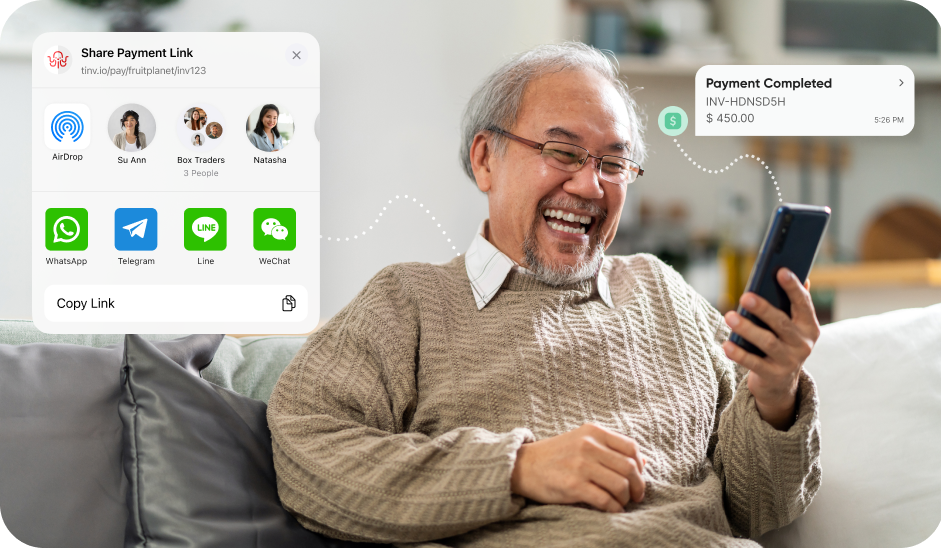 Share Payment Link
tinv.io/pay/fruitplanet/inv123
AirDrop
Su Ann
Box Traders
3 People
Natasha
WhatsApp
Telegram
LINE
Line
WeChat
Copy Link
Payment Completed
INV-HDNSD5H
$ 450.00
5:26 PM
$